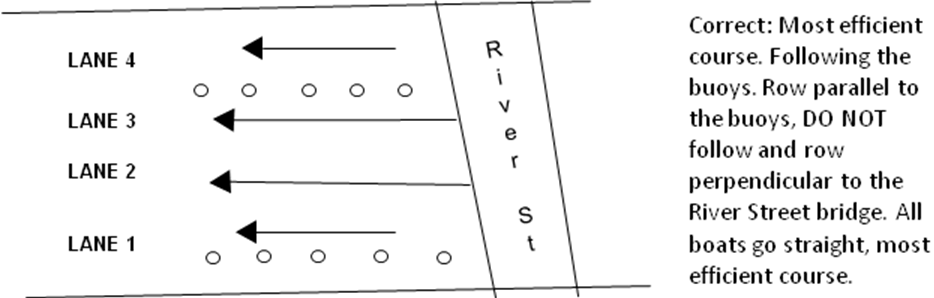 LANE 4
LANE 3
LANE 2
LANE 1
River St
Correct: Most efficient
course. Following the
buoys. Row parallel to
the buoys, DO NOT
follow and row
perpendicular to the
River Street bridge. All
boats go straight, most
efficient course.